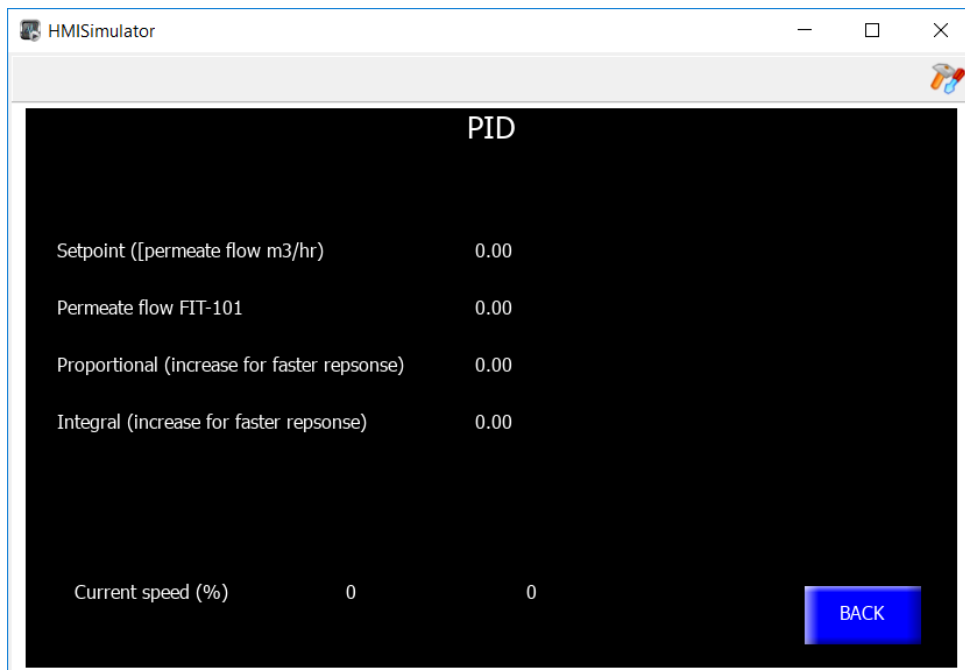 HMISimulator
PID
Setpoint ([permeate flow m3/hr) 0.00
Permeate flow FIT-101 0.00
Proportional (increase for faster repsonse) 0.00
Integral (increase for faster repsonse) 0.00
Current speed (%) 0 0
BACK